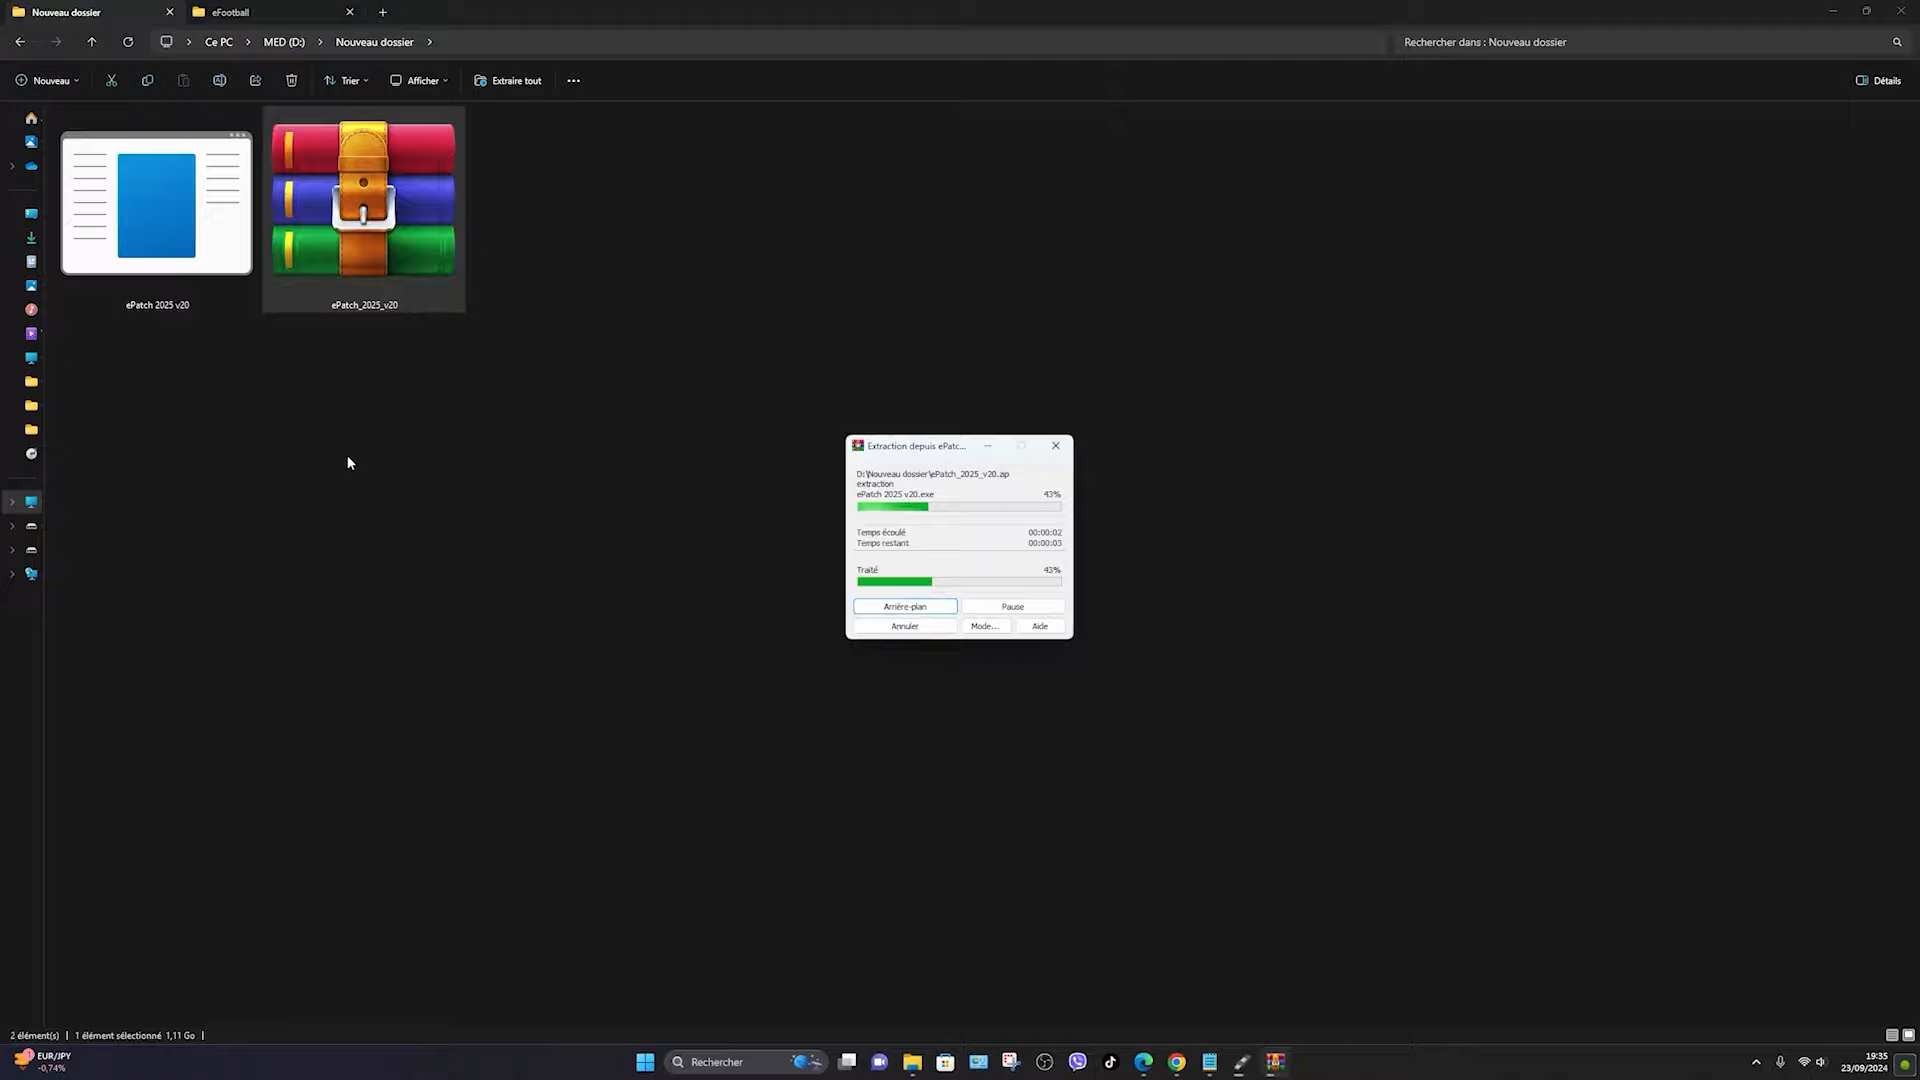 Nouveau dossier
eFootball
Ce PC
MED (D:)
Nouveau dossier
Rechercher dans : Nouveau dossier
Nouveau
Trier
Afficher
Extraire tout
Détails
ePatch 2025 v20
ePatch_2025_v20
Extraction depuis ePatc...
D:\Nouveau dossier\ePatch_2025_v20.zip
extraction
ePatch 2025 v20.exe 43%
Temps écoulé 00:00:02
Temps restant 00:00:03
Traité 43%
Arrière-plan
Pause
Annuler
Mode...
Aide
2 élément(s)
1 élément sélectionné 1,11 Go
1
EUR/JPY
-0,74%
Rechercher
19:35
23/09/2024